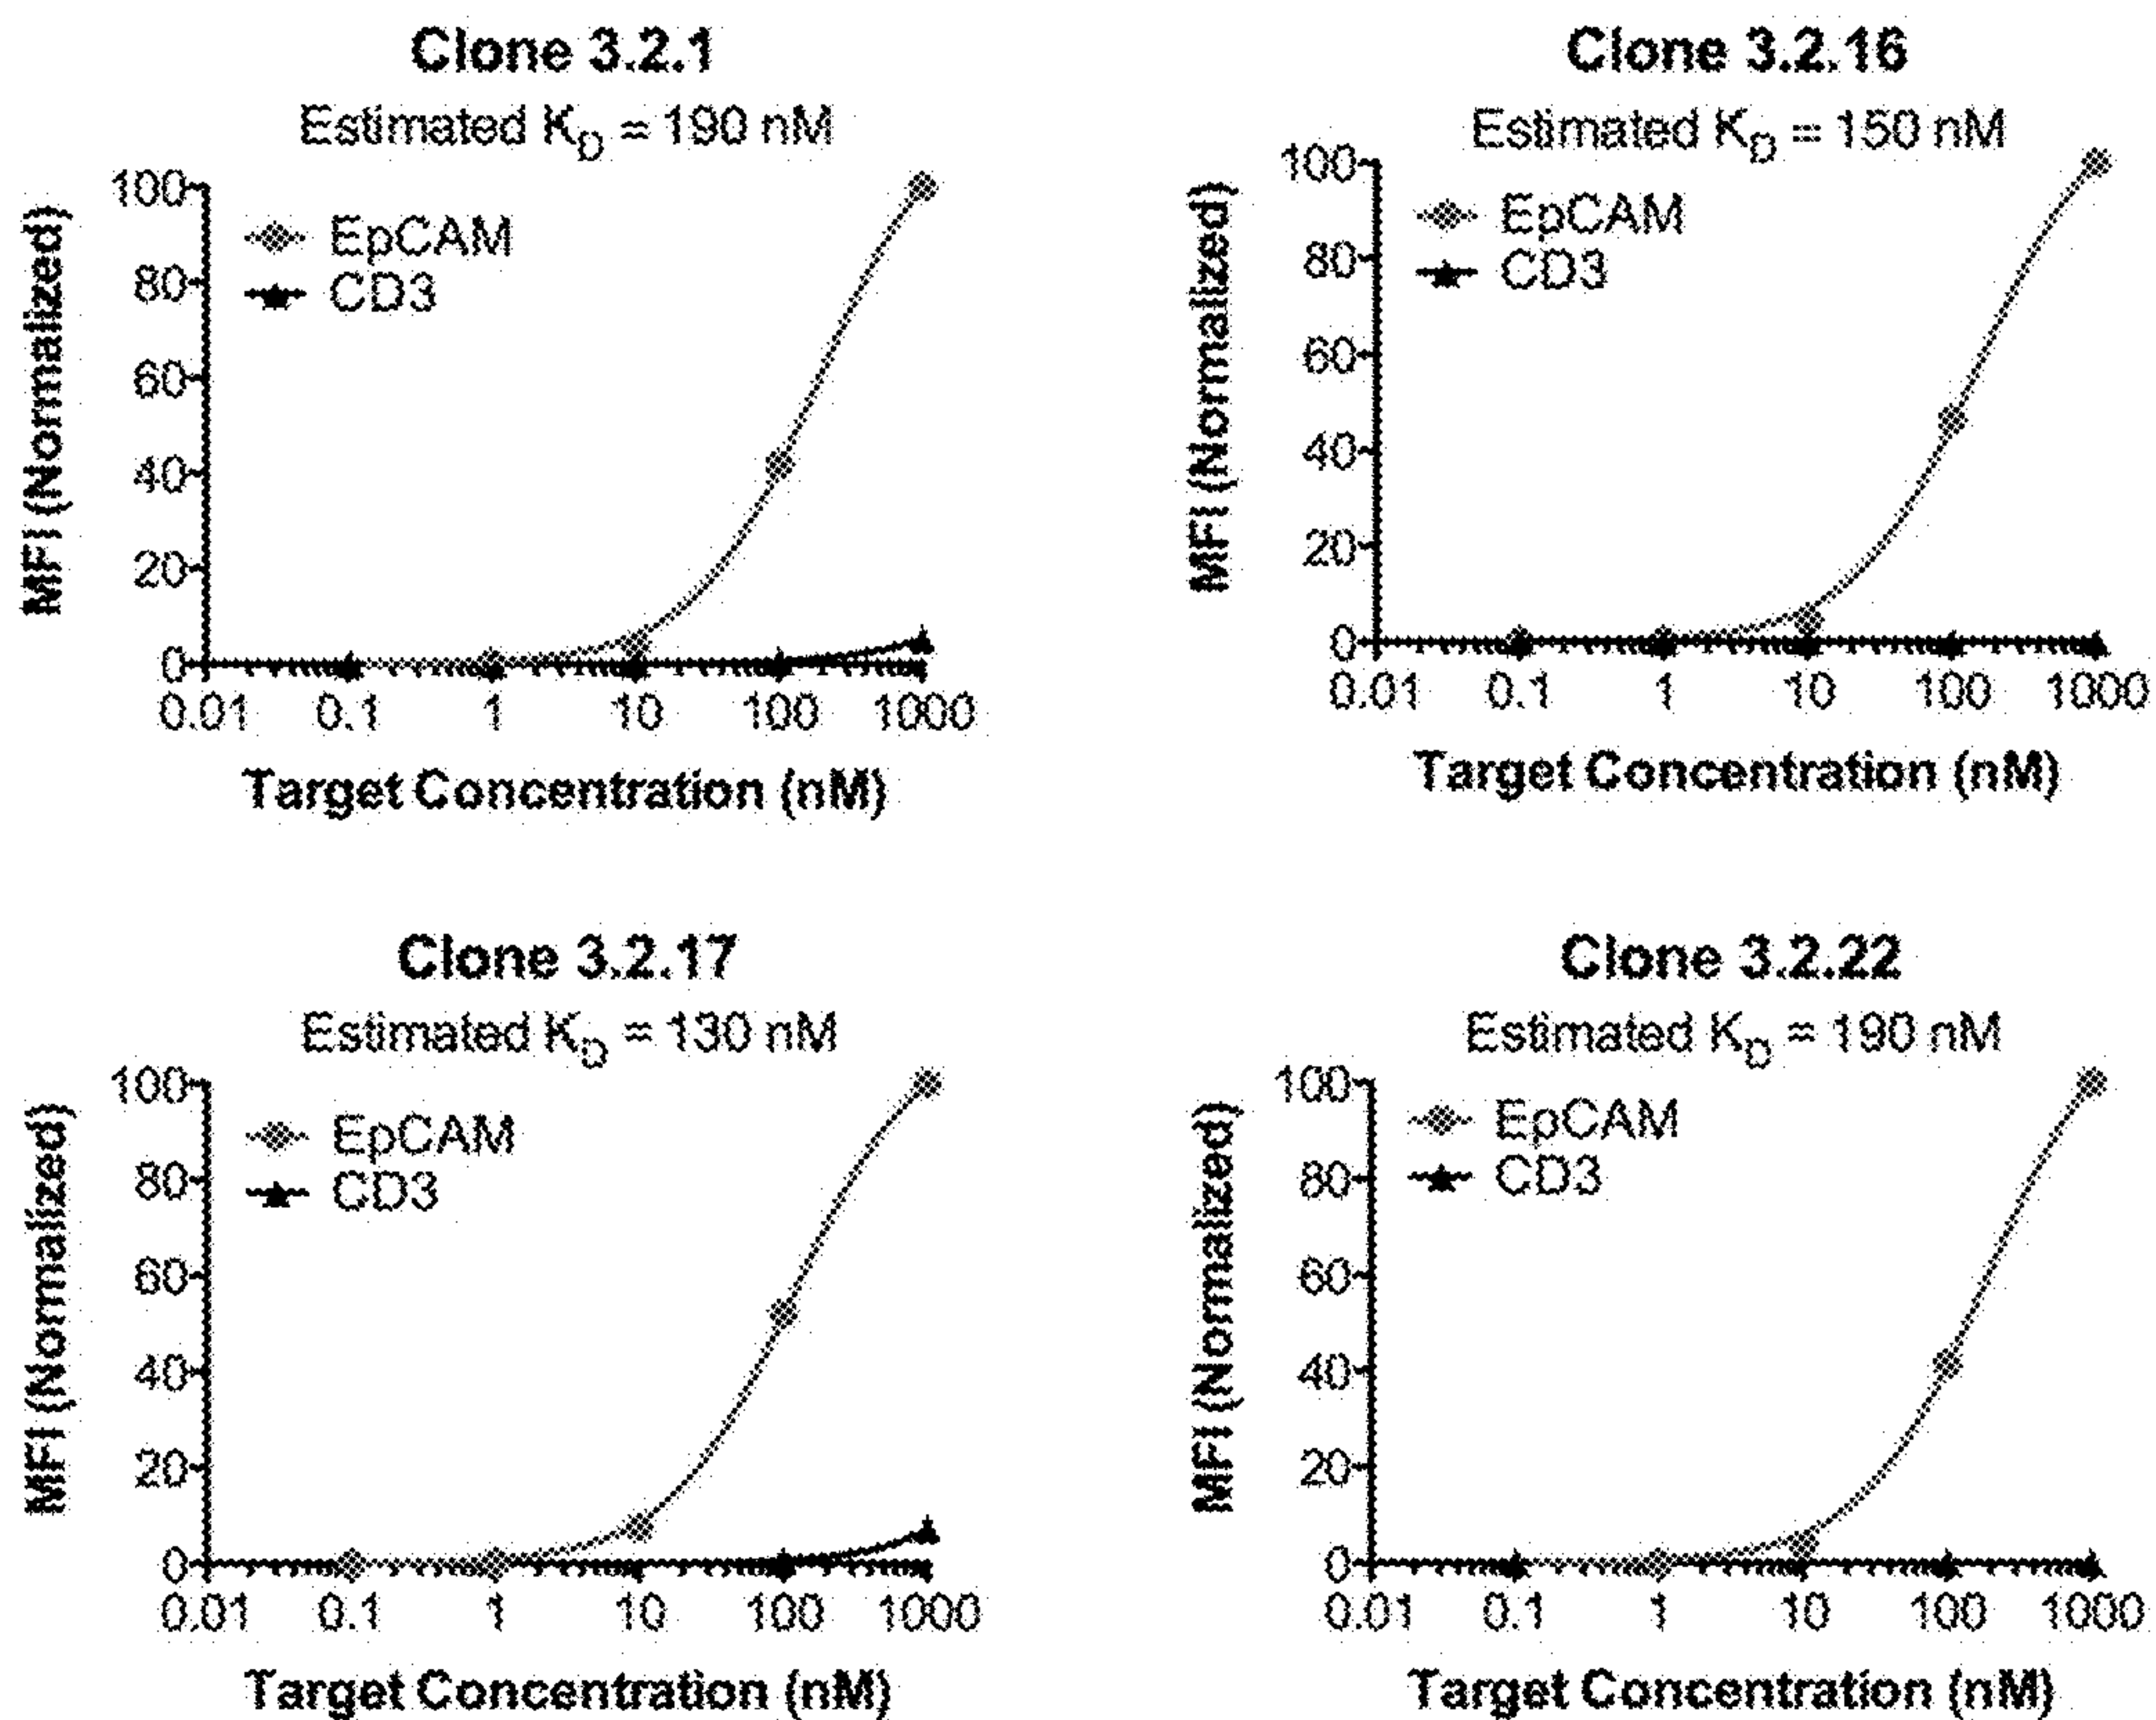 Clone 3.2.1
Estimated KD = 190 nM
100
80
60
40
20
0
MFI (Normalized)
EpCAM
CD3
0.01 0.1 1 10 100 1000
Target Concentration (nM)
Clone 3.2.16
Estimated KD = 150 nM
100
80
60
40
20
0
MFI (Normalized)
EpCAM
CD3
0.01 0.1 1 10 100 1000
Target Concentration (nM)
Clone 3.2.17
Estimated KD = 130 nM
100
80
60
40
20
0
MFI (Normalized)
EpCAM
CD3
0.01 0.1 1 10 100 1000
Target Concentration (nM)
Clone 3.2.22
Estimated KD = 190 nM
100
80
60
40
20
0
MFI (Normalized)
EpCAM
CD3
0.01 0.1 1 10 100 1000
Target Concentration (nM)